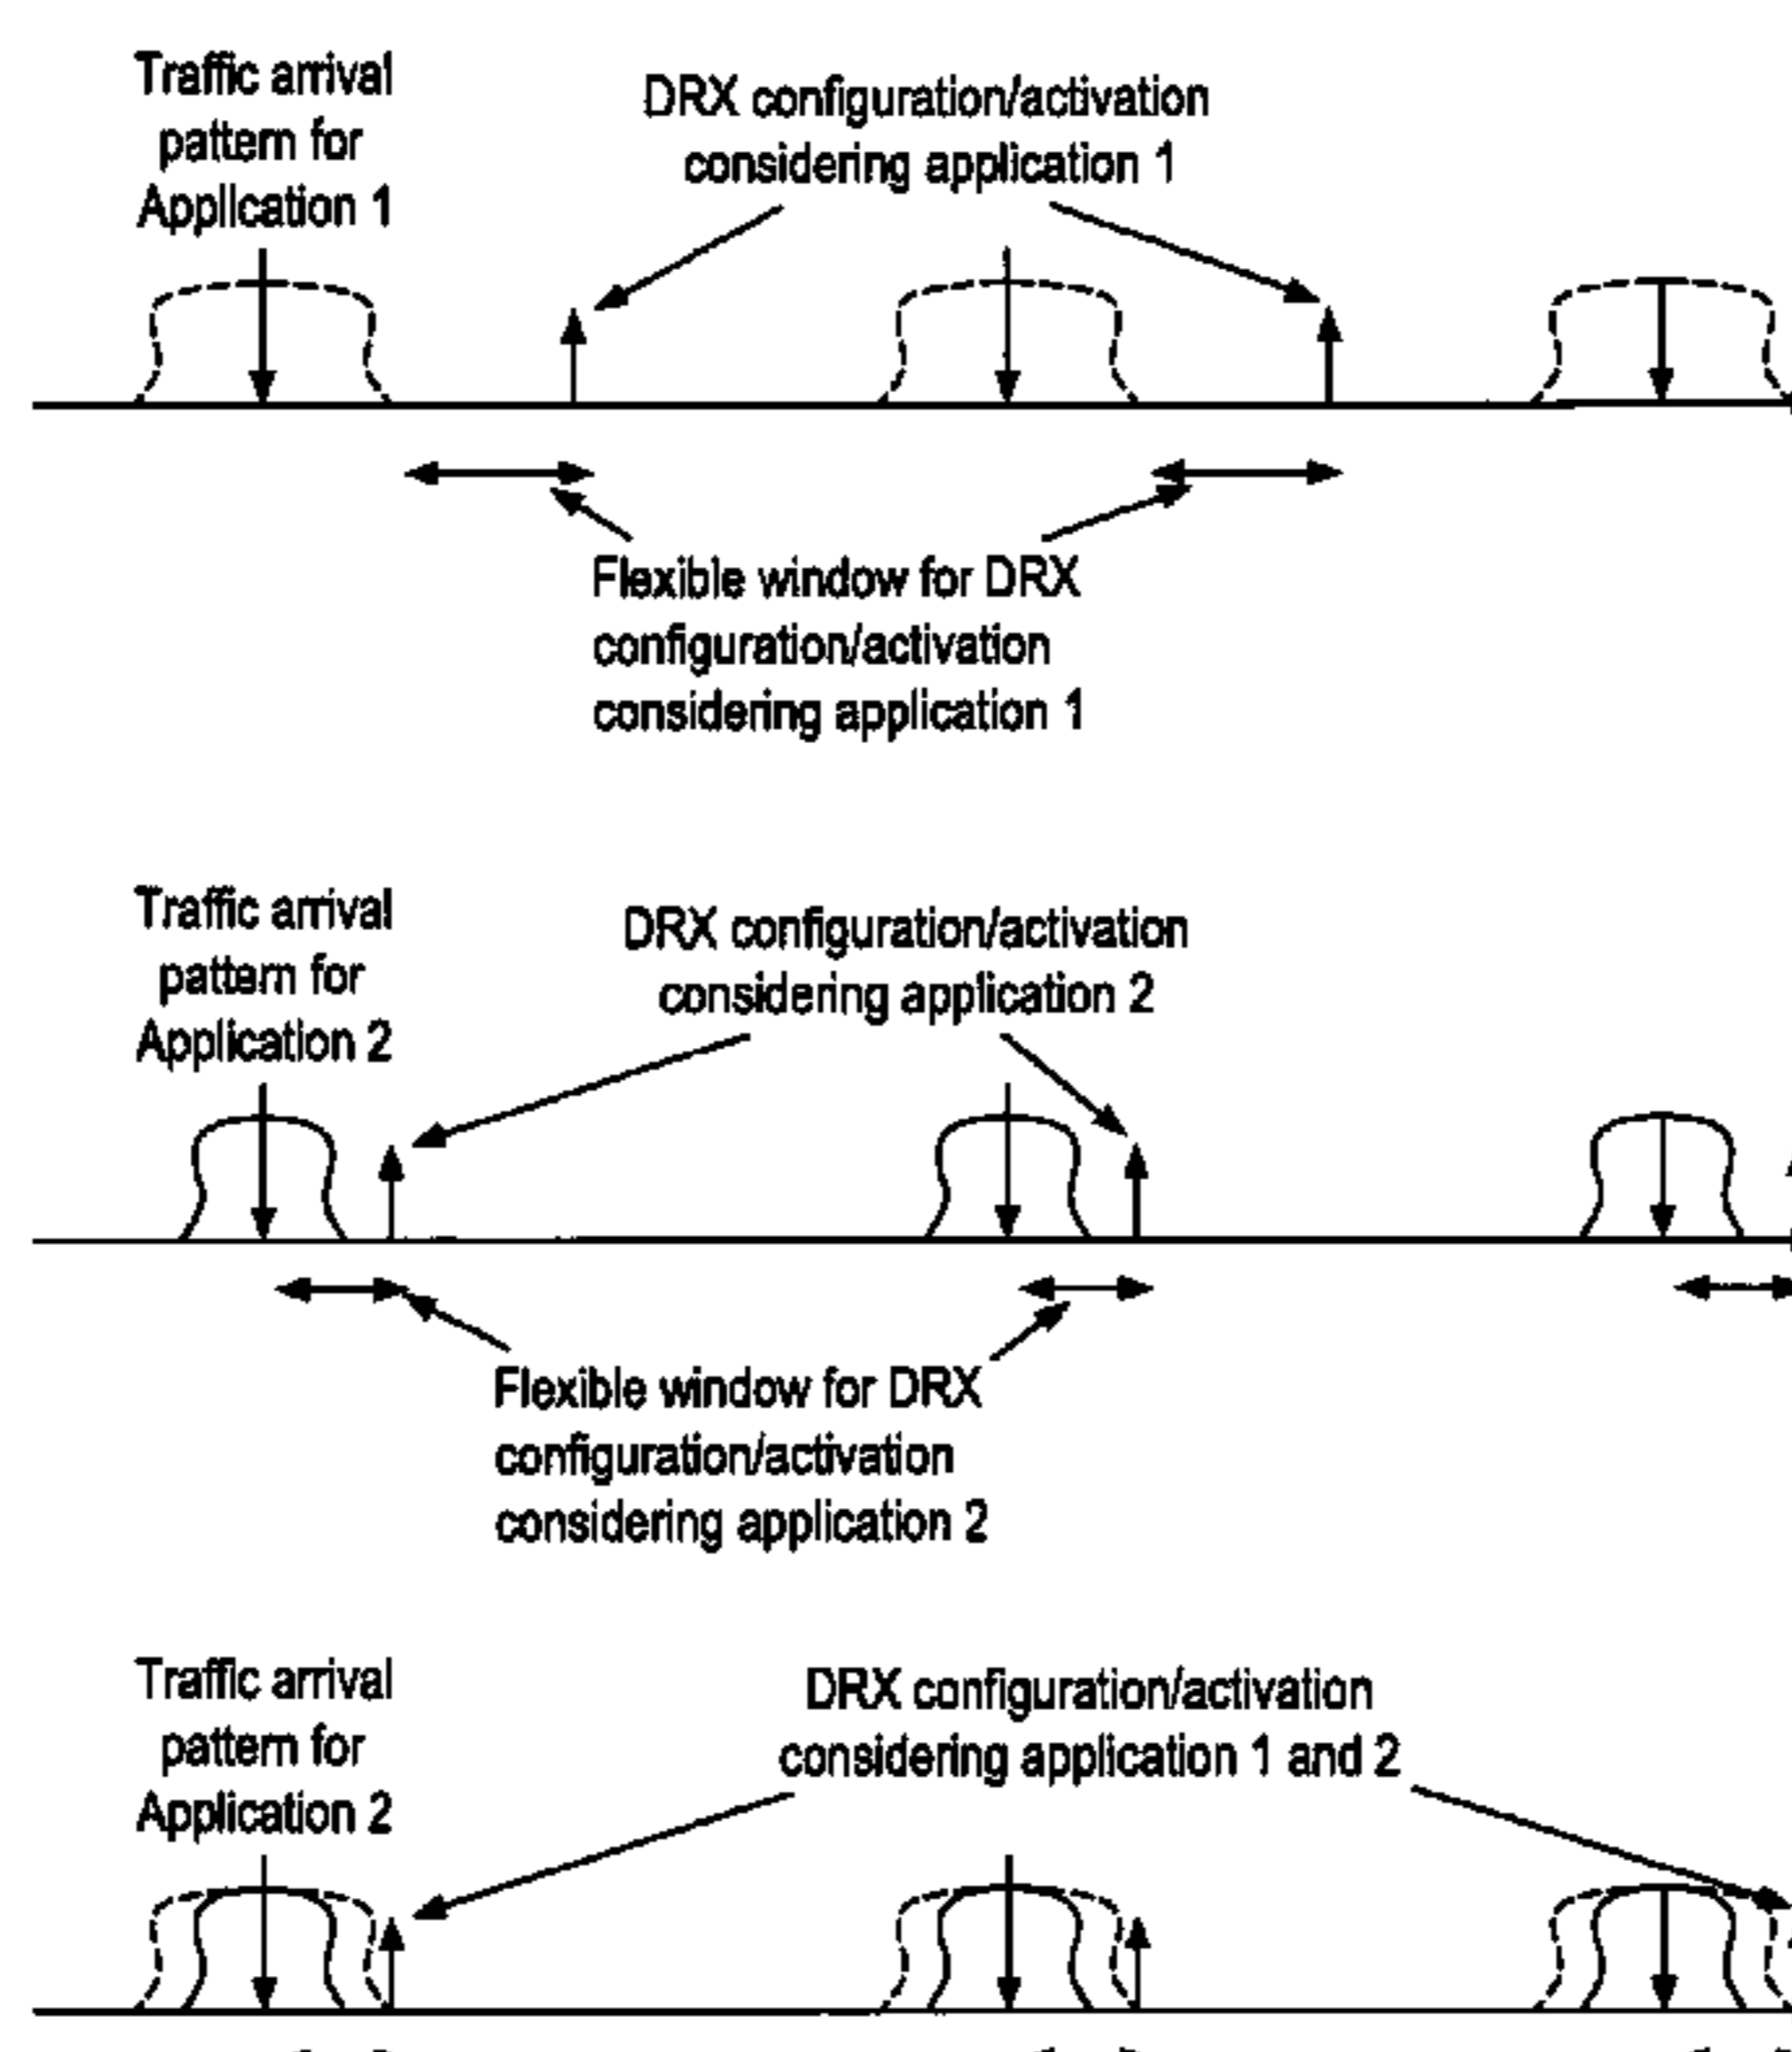 Traffic arrival
pattern for
Application 1
DRX configuration/activation
considering application 1
Flexible window for DRX
configuration/activation
considering application 1
Traffic arrival
pattern for
Application 2
DRX configuration/activation
considering application 2
Flexible window for DRX
configuration/activation
considering application 2
Traffic arrival
pattern for
Application 2
DRX configuration/activation
considering application 1 and 2